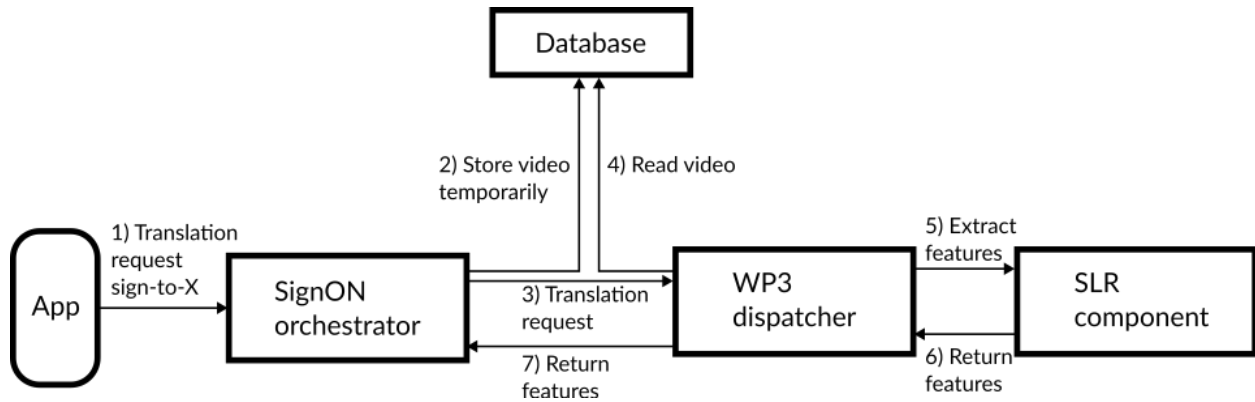 Database
2) Store video
temporarily
4) Read video
1) Translation
request
sign-to-X
App
SignON
orchestrator
3) Translation
request
7) Return
features
WP3
dispatcher
5) Extract
features
6) Return
features
SLR
component